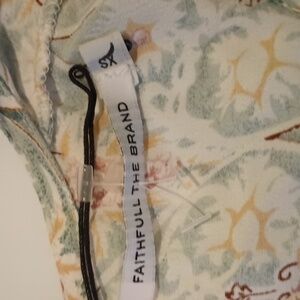 XS
FAITHFULL THE BRAND